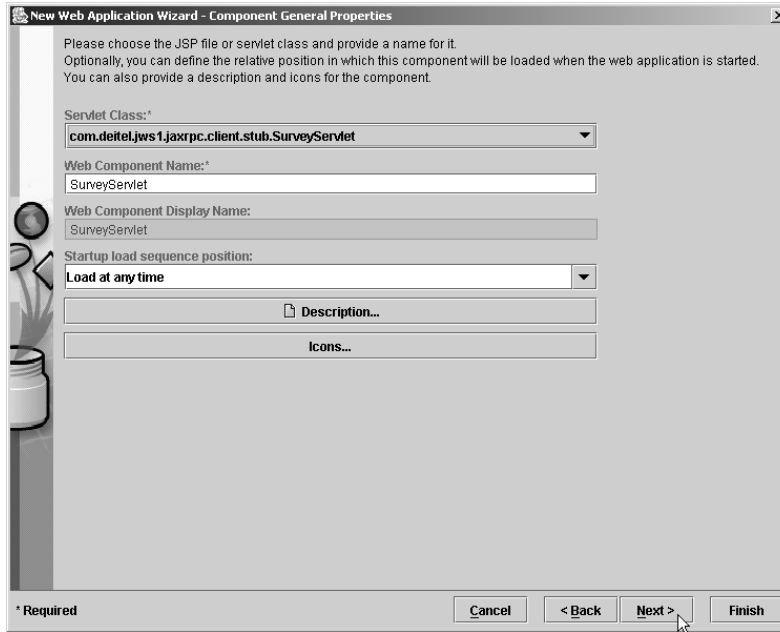 New Web Application Wizard - Component General Properties
Please choose the JSP file or servlet class and provide a name for it.
Optionally, you can define the relative position in which this component will be loaded when the web application is started.
You can also provide a description and icons for the component.
Servlet Class:*
com.deitel.jws1.jaxrpc.client.stub.SurveyServlet
Web Component Name:*
SurveyServlet
Web Component Display Name:
SurveyServlet
Startup load sequence position:
Load at any time
Description...
Icons...
* Required
Cancel
< Back
Next >
Finish